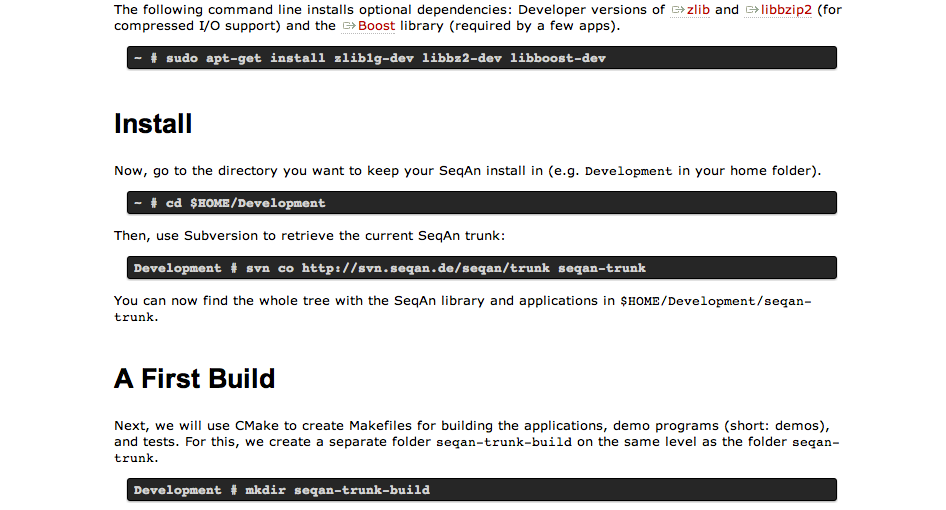 The following command line installs optional dependencies: Developer versions of zlib and libbzip2 (for
compressed I/O support) and the Boost library (required by a few apps).
~ # sudo apt-get install zlib1g-dev libbz2-dev libboost-dev
Install
Now, go to the directory you want to keep your SeqAn install in (e.g. Development in your home folder).
~ # cd $HOME/Development
Then, use Subversion to retrieve the current SeqAn trunk:
Development # svn co http://svn.seqan.de/seqan/trunk seqan-trunk
You can now find the whole tree with the SeqAn library and applications in $HOME/Development/seqan-
trunk.
A First Build
Next, we will use CMake to create Makefiles for building the applications, demo programs (short: demos),
and tests. For this, we create a separate folder seqan-trunk-build on the same level as the folder seqan-
trunk.
Development # mkdir seqan-trunk-build